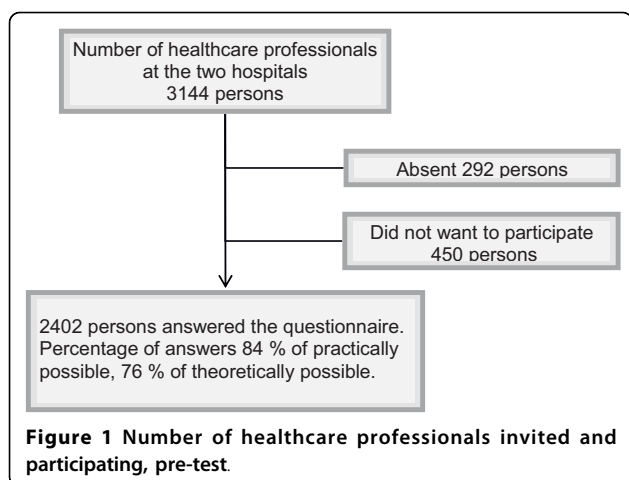 Number of healthcare professionals
at the two hospitals
3144 persons
Absent 292 persons
Did not want to participate
450 persons
2402 persons answered the questionnaire.
Percentage of answers 84 % of practically
possible, 76 % of theoretically possible.
Figure 1 Number of healthcare professionals invited and
participating, pre-test.